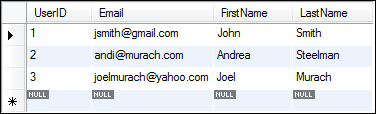 UserID Email FirstName LastName
1 jsmith@gmail.com John Smith
2 andi@murach.com Andrea Steelman
3 joelmurach@yahoo.com Joel Murach
NULL NULL NULL NULL